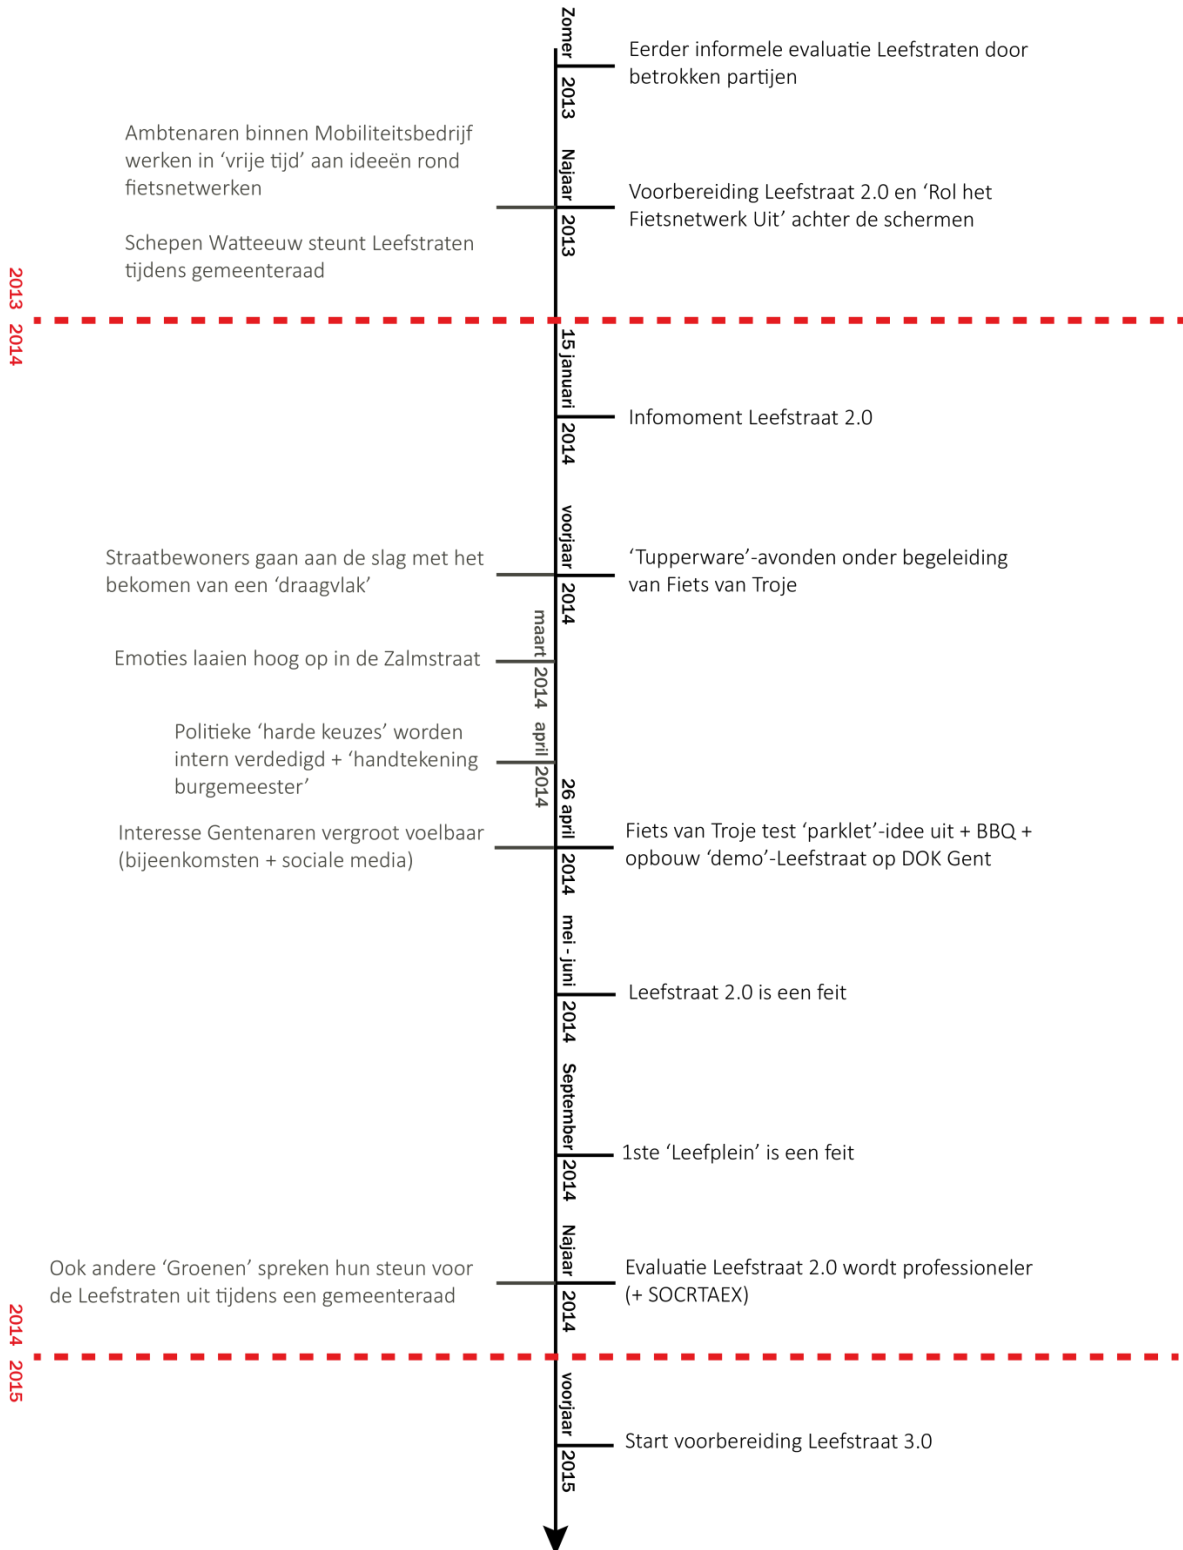 Zomer 2013
Eerder informele evaluatie Leefstraten door
betrokken partijen
Ambtenaren binnen Mobiliteitsbedrijf
werken in ‘vrije tijd’ aan ideeën rond
fietsnetwerken
Schepen Watteeuw steunt Leefstraten
tijdens gemeenteraad
Najaar 2013
Voorbereiding Leefstraat 2.0 en ‘Rol het
Fietsnetwerk Uit’ achter de schermen
2013 2014
15 januari 2014
Infomoment Leefstraat 2.0
Straatbewoners gaan aan de slag met het
bekomen van een ‘draagvlak’
voorjaar 2014
‘Tupperware’-avonden onder begeleiding
van Fiets van Troje
Emoties laaien hoog op in de Zalmstraat
maart 2014
Politieke ‘harde keuzes’ worden
intern verdedigd + ‘handtekening
burgemeester’
april 2014
Interesse Gentenaren vergroot voelbaar
(bijeenkomsten + sociale media)
26 april 2014
Fiets van Troje test ‘parklet’-idee uit + BBQ +
opbouw ‘demo’-Leefstraat op DOK Gent
mei - juni 2014
Leefstraat 2.0 is een feit
September 2014
1ste ‘Leefplein’ is een feit
Ook andere ‘Groenen’ spreken hun steun voor
de Leefstraten uit tijdens een gemeenteraad
Najaar 2014
Evaluatie Leefstraat 2.0 wordt professioneler
(+ SOCRTAEX)
2014 2015
voorjaar 2015
Start voorbereiding Leefstraat 3.0